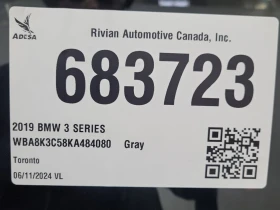 ADESA
Rivian Automotive Canada, Inc.
683723
2019 BMW 3 SERIES
WBA8K3C58KA484080 Gray
Toronto
06/11/2024 VL